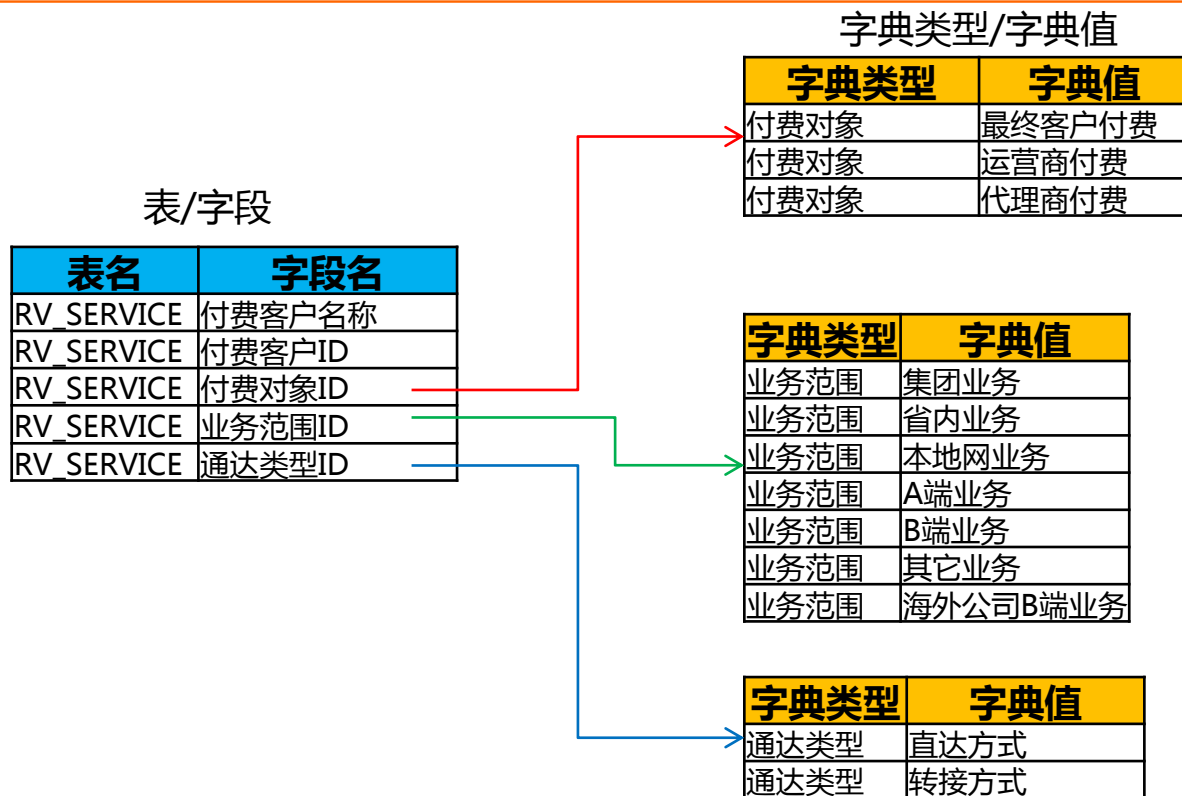 字典类型/字典值
字典类型 字典值
付费对象 最终客户付费
付费对象 运营商付费
付费对象 代理商付费
表/字段
表名 字段名
RV_SERVICE 付费客户名称
RV_SERVICE 付费客户ID
RV_SERVICE 付费对象ID
RV_SERVICE 业务范围ID
RV_SERVICE 通达类型ID
字典类型 字典值
业务范围 集团业务
业务范围 省内业务
业务范围 本地网业务
业务范围 A端业务
业务范围 B端业务
业务范围 其它业务
业务范围 海外公司B端业务
字典类型 字典值
通达类型 直达方式
通达类型 转接方式